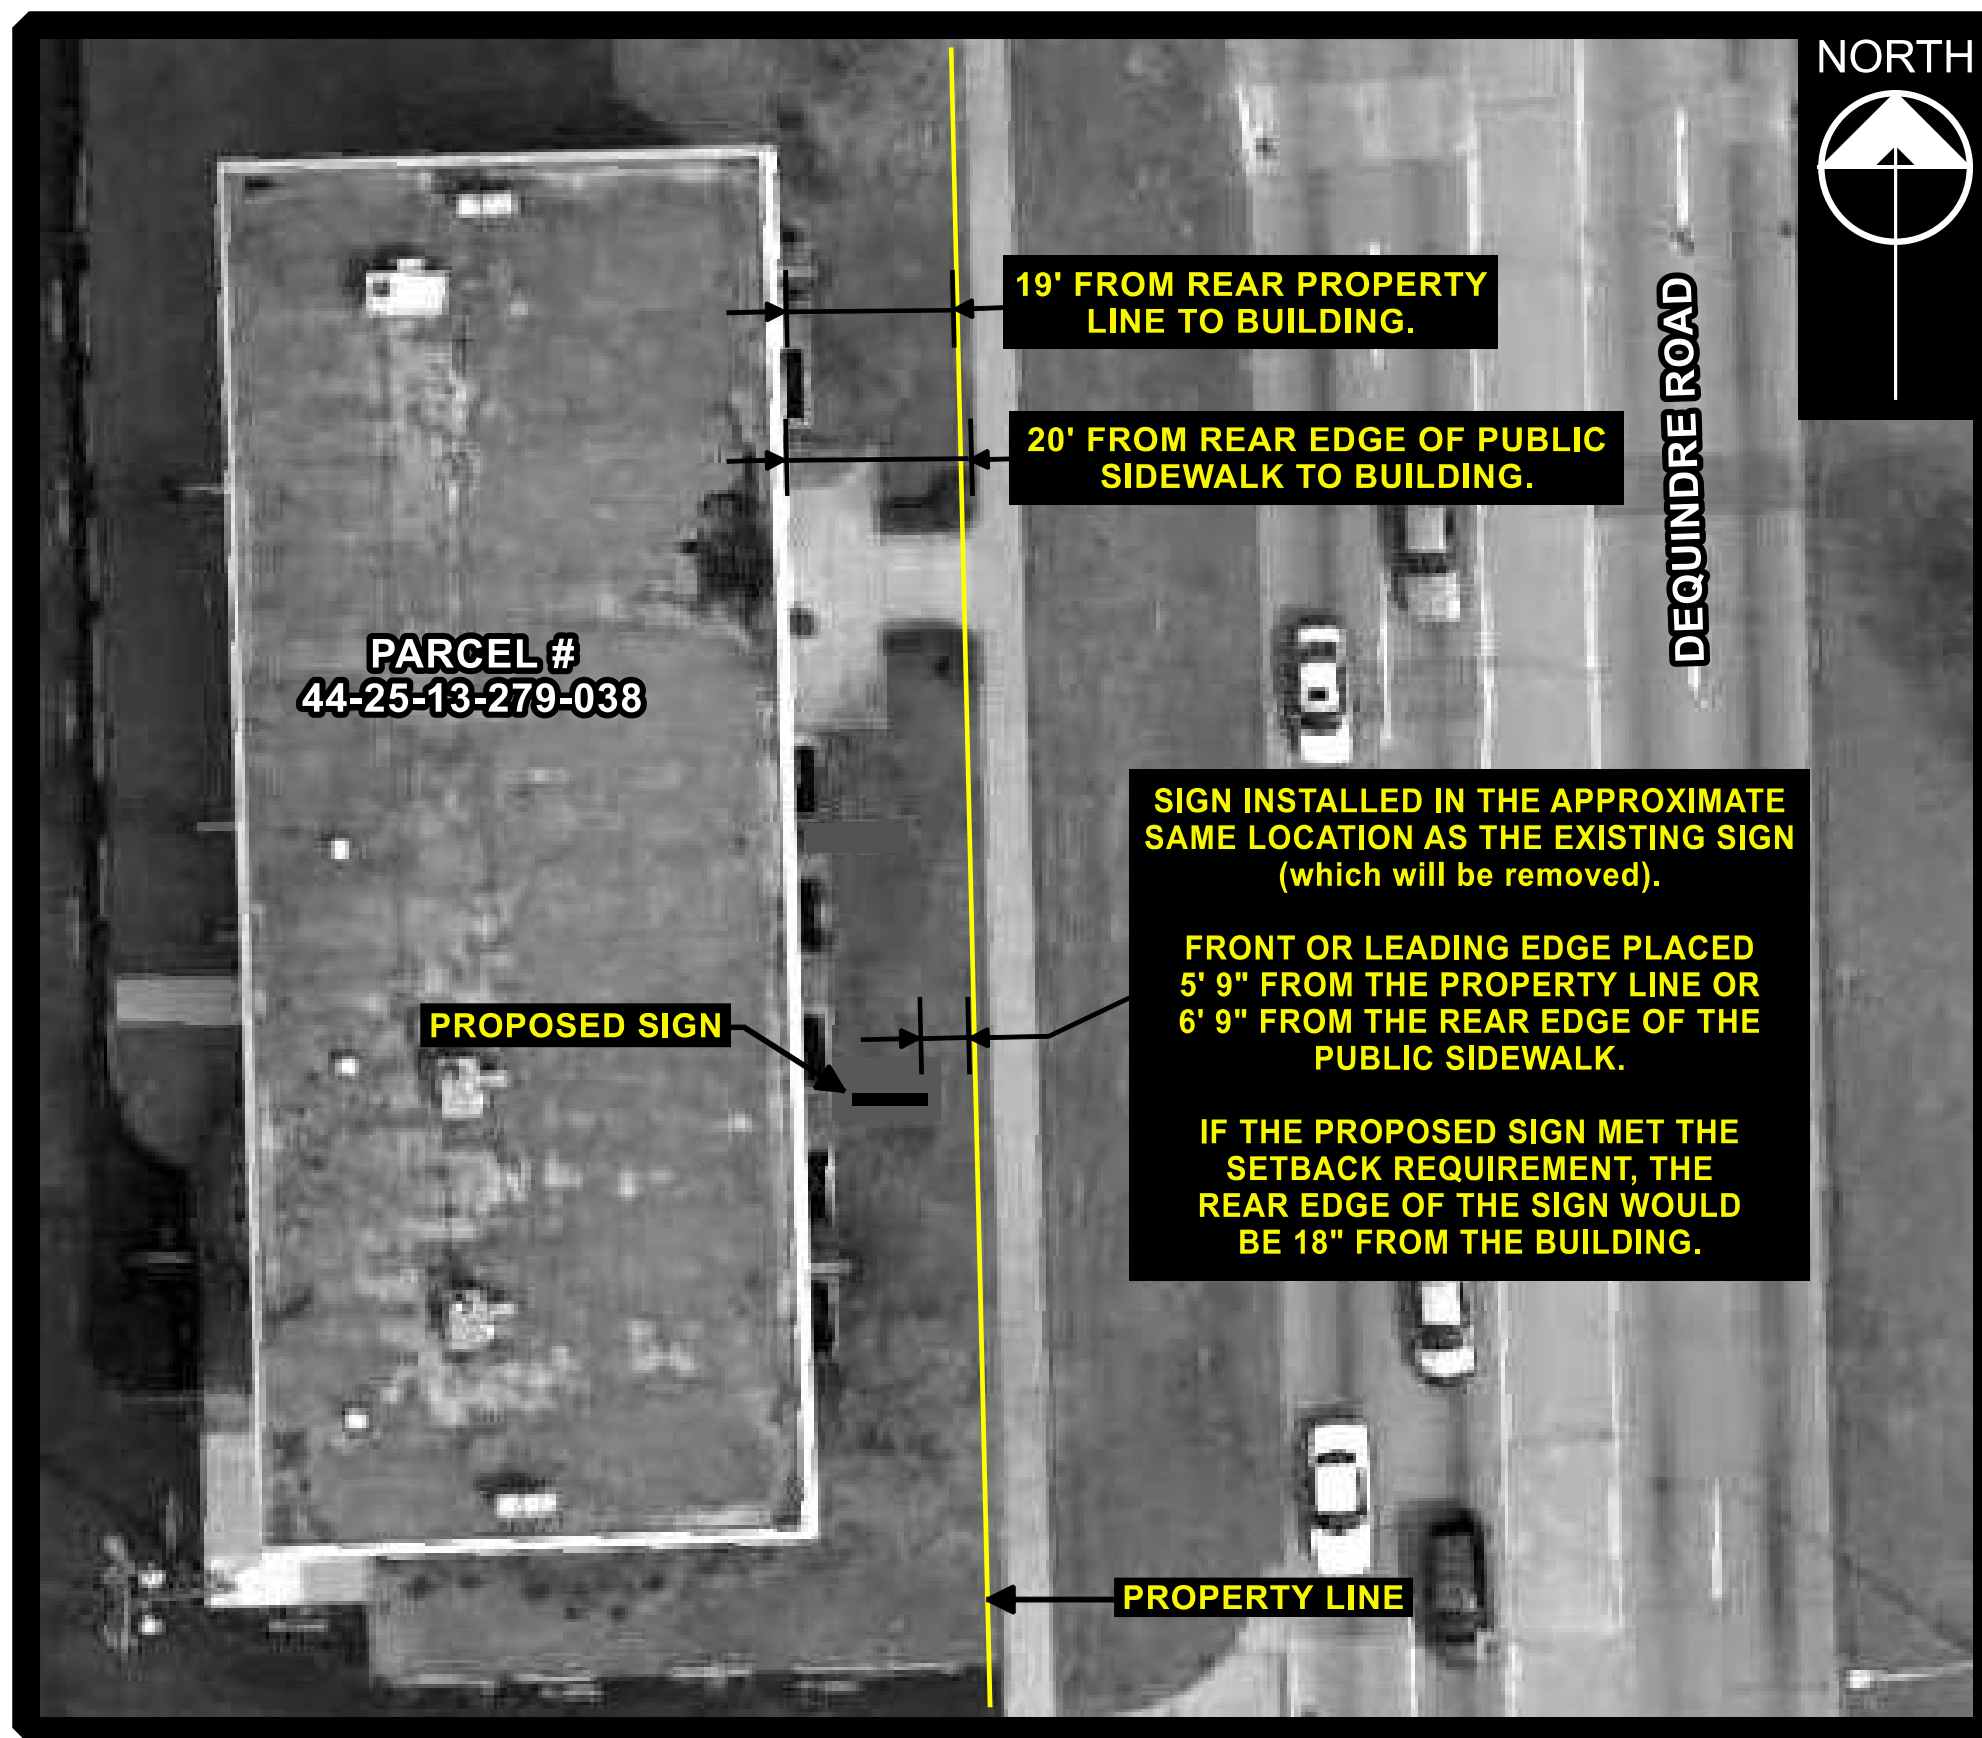 NORTH
19' FROM REAR PROPERTY
LINE TO BUILDING.
20' FROM REAR EDGE OF PUBLIC
SIDEWALK TO BUILDING.
DEQUINDRE ROAD
PARCEL #
44-25-13-279-038
SIGN INSTALLED IN THE APPROXIMATE
SAME LOCATION AS THE EXISTING SIGN
(which will be removed).
FRONT OR LEADING EDGE PLACED
5' 9" FROM THE PROPERTY LINE OR
6' 9" FROM THE REAR EDGE OF THE
PUBLIC SIDEWALK.
IF THE PROPOSED SIGN MET THE
SETBACK REQUIREMENT, THE
REAR EDGE OF THE SIGN WOULD
BE 18" FROM THE BUILDING.
PROPOSED SIGN
PROPERTY LINE